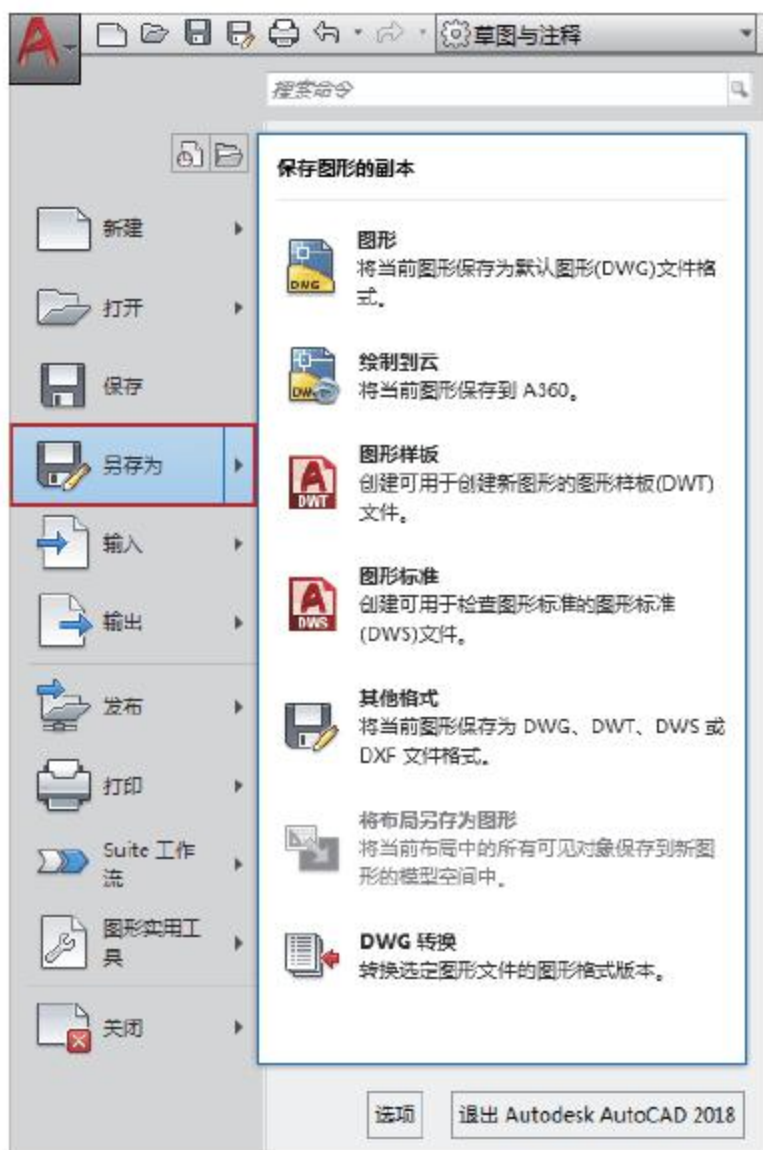 草图与注释
搜索命令
保存图形的副本
新建
打开
保存
另存为
输入
输出
发布
打印
Suite 工作
流
图形实用工
具
关闭
图形
将当前图形保存为默认图形(DWG)文件格
式。
DWG
绘制到云
将当前图形保存到 A360。
DWG
图形样板
创建可用于创建新图形的图形样板(DWT)
文件。
DWT
图形标准
创建可用于检查图形标准的图形标准
(DWS)文件。
DWS
其他格式
将当前图形保存为 DWG、DWT、DWS 或
DXF 文件格式。
将布局另存为图形
将当前布局中的所有可见对象保存到新图
形的模型空间中。
DWG 转换
转换选定图形文件的图形格式版本。
选项
退出 Autodesk AutoCAD 2018